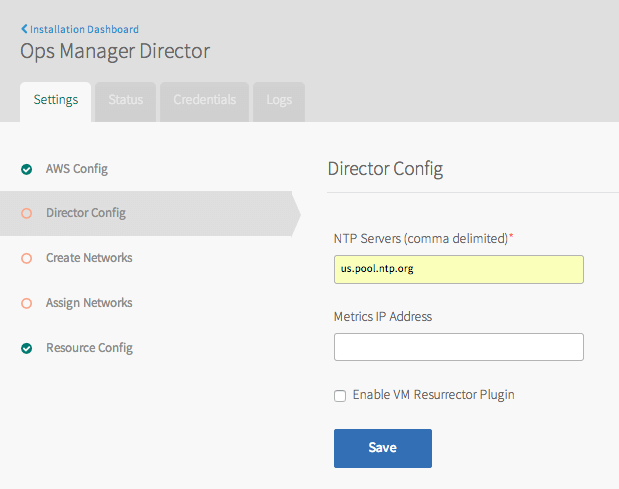 Installation Dashboard
Ops Manager Director
Settings Status Credentials Logs
AWS Config
Director Config
Create Networks
Assign Networks
Resource Config
Director Config
NTP Servers (comma delimited)*
us.pool.ntp.org
Metrics IP Address
Enable VM Resurrector Plugin
Save